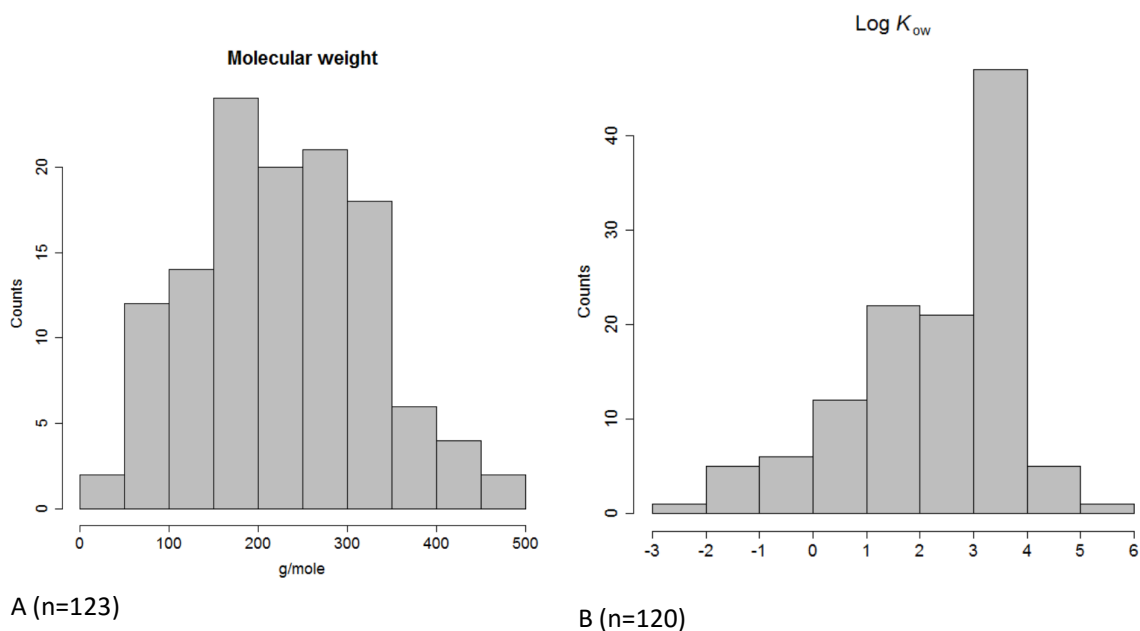 Molecular weight
Counts
20
15
10
5
0
0 100 200 300 400 500
g/mole
A (n=123)
Log Kow
Counts
40
30
20
10
0
-3 -2 -1 0 1 2 3 4 5 6
B (n=120)